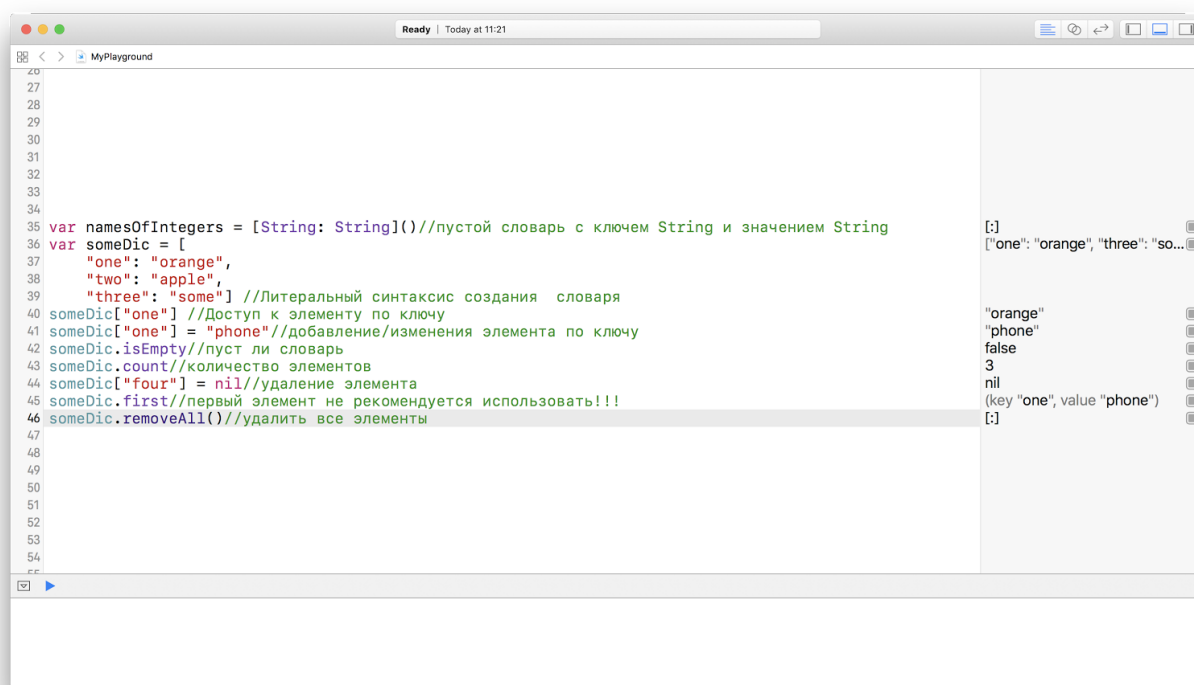 Ready | Today at 11:21
MyPlayground
26
27
28
29
30
31
32
33
34
35 var namesOfIntegers = [String: String]()//пустой словарь с ключем String и значением String [:]
36 var someDic = [ ["one": "orange", "three": "so...
37 "one": "orange",
38 "two": "apple",
39 "three": "some"] //Литеральный синтаксис создания  словаря
40 someDic["one"] //Доступ к элементу по ключу "orange"
41 someDic["one"] = "phone"//добавление/изменения элемента по ключу "phone"
42 someDic.isEmpty//пуст ли словарь false
43 someDic.count//количество элементов 3
44 someDic["four"] = nil//удаление элемента nil
45 someDic.first//первый элемент не рекомендуется использовать!!! (key "one", value "phone")
46 someDic.removeAll()//удалить все элементы [:]
47
48
49
50
51
52
53
54
55